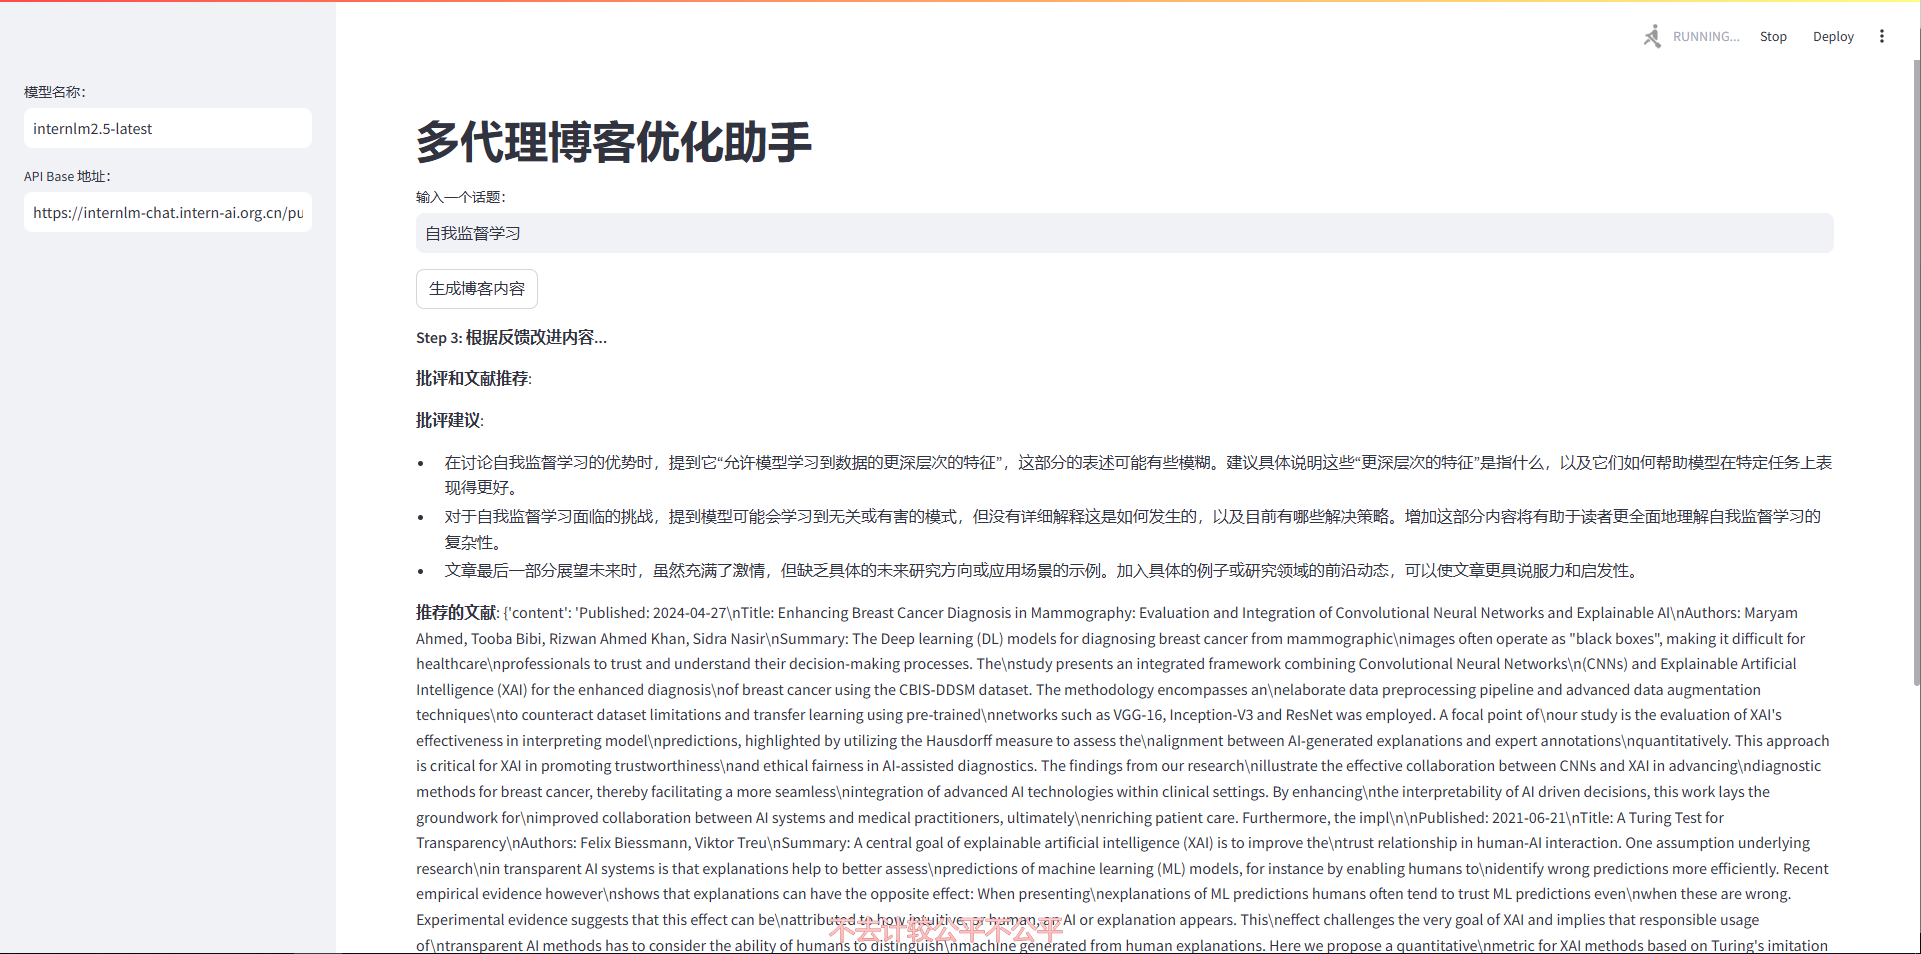 RUNNING...
Stop
Deploy
模型名称：
internlm2.5-latest
API Base 地址：
https://internlm-chat.intern-ai.org.cn/pu
多代理博客优化助手
输入一个话题：
自我监督学习
生成博客内容
Step 3: 根据反馈改进内容...
批评和文献推荐:
批评建议:
• 在讨论自我监督学习的优势时，提到它“允许模型学习到数据的更深层次的特征”，这部分的表述可能有些模糊。建议具体说明这些“更深层次的特征”是指什么，以及它们如何帮助模型在特定任务上表
现得更好。
• 对于自我监督学习面临的挑战，提到模型可能会学习到无关或有害的模式，但没有详细解释这是如何发生的，以及目前有哪些解决策略。增加这部分内容将有助于读者更全面地理解自我监督学习的
复杂性。
• 文章最后一部分展望未来时，虽然充满了激情，但缺乏具体的未来研究方向或应用场景的示例。加入具体的例子或研究领域的前沿动态，可以使文章更具说服力和启发性。
推荐的文献: {'content': 'Published: 2024-04-27\nTitle: Enhancing Breast Cancer Diagnosis in Mammography: Evaluation and Integration of Convolutional Neural Networks and Explainable AI\nAuthors: Maryam
Ahmed, Tooba Bibi, Rizwan Ahmed Khan, Sidra Nasir\nSummary: The Deep learning (DL) models for diagnosing breast cancer from mammographic\nimages often operate as "black boxes", making it difficult for
healthcare\nprofessionals to trust and understand their decision-making processes. The\nstudy presents an integrated framework combining Convolutional Neural Networks\n(CNNs) and Explainable Artificial
Intelligence (XAI) for the enhanced diagnosis\nof breast cancer using the CBIS-DDSM dataset. The methodology encompasses an\nelaborate data preprocessing pipeline and advanced data augmentation
techniques\nto counteract dataset limitations and transfer learning using pre-trained\nnetworks such as VGG-16, Inception-V3 and ResNet was employed. A focal point of\nour study is the evaluation of XAI's
effectiveness in interpreting model\npredictions, highlighted by utilizing the Hausdorff measure to assess the\nalignment between AI-generated explanations and expert annotations\nquantitatively. This approach
is critical for XAI in promoting trustworthiness\nand ethical fairness in AI-assisted diagnostics. The findings from our research\nillustrate the effective collaboration between CNNs and XAI in advancing\ndiagnostic
methods for breast cancer, thereby facilitating a more seamless\nintegration of advanced AI technologies within clinical settings. By enhancing\nthe interpretability of AI driven decisions, this work lays the
groundwork for\nimproved collaboration between AI systems and medical practitioners, ultimately\nenriching patient care. Furthermore, the impl\n\nPublished: 2021-06-21\nTitle: A Turing Test for
Transparency\nAuthors: Felix Biessmann, Viktor Treu\nSummary: A central goal of explainable artificial intelligence (XAI) is to improve the\ntrust relationship in human-AI interaction. One assumption underlying
research\nin transparent AI systems is that explanations help to better assess\npredictions of machine learning (ML) models, for instance by enabling humans to\nidentify wrong predictions more efficiently. Recent
empirical evidence however\nshows that explanations can have the opposite effect: When presenting\nexplanations of ML predictions humans often tend to trust ML predictions even\nwhen these are wrong.
Experimental evidence suggests that this effect can be\nattributed to how intuitive, or human, an AI or explanation appears. This\neffect challenges the very goal of XAI and implies that responsible usage
of\ntransparent AI methods has to consider the ability of humans to distinguish\nmachine generated from human explanations. Here we propose a quantitative\nmetric for XAI methods based on Turing's imitation
不去计较公平不公平